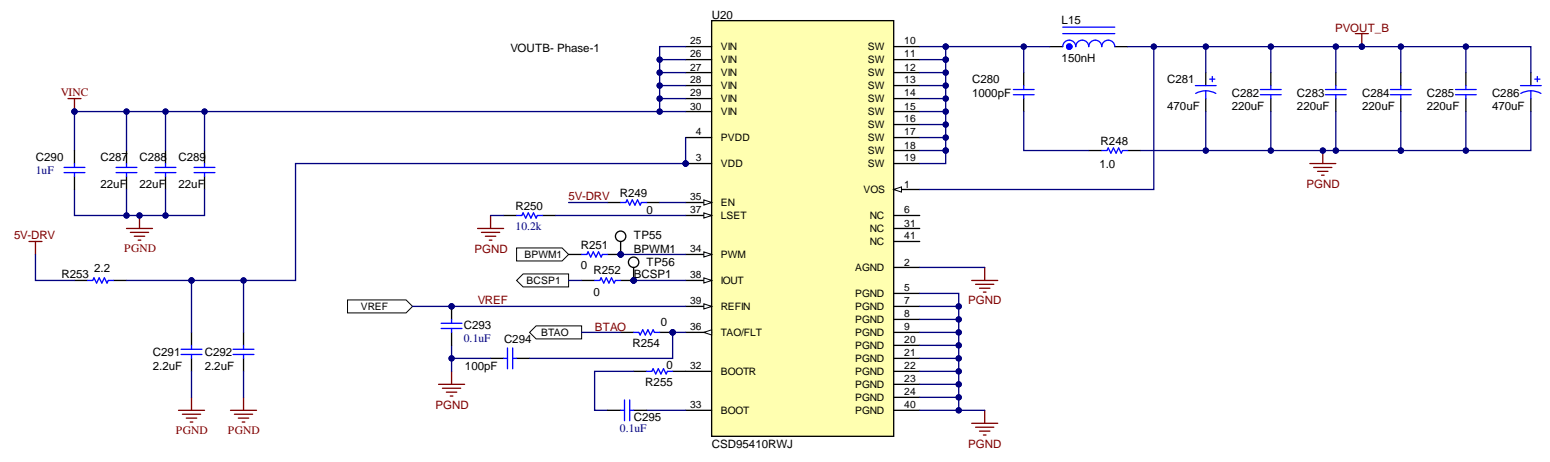 U20
VOUTB- Phase-1
25 VIN
26 VIN
27 VIN
28 VIN
29 VIN
30 VIN
4 PVDD
3 VDD
35 EN
37 LSET
34 PWM
38 IOUT
39 REFIN
36 TAO/FLT
32 BOOTR
33 BOOT
SW 10
SW 11
SW 12
SW 13
SW 14
SW 15
SW 16
SW 17
SW 18
SW 19
VOS 1
NC 6
NC 31
NC 41
AGND 2
PGND 5
PGND 7
PGND 8
PGND 9
PGND 20
PGND 21
PGND 22
PGND 23
PGND 24
PGND 40
CSD95410RWJ
VINC
C290
1uF
C287
22uF
C288
22uF
C289
22uF
PGND
5V-DRV
R253
2.2
C291
2.2uF
C292
2.2uF
PGND
PGND
5V-DRV
R249
0
R250
10.2k
PGND
BPWM1
R251
0
TP55
BPWM1
BCSP1
R252
0
TP56
BCSP1
VREF
VREF
C293
0.1uF
PGND
BTAO
BTAO
0
R254
C294
100pF
0
R255
C295
0.1uF
L15
150nH
PVOUT_B
C280
1000pF
R248
1.0
C281
+
470uF
C282
220uF
C283
220uF
C284
220uF
C285
220uF
C286
+
470uF
PGND
PGND
PGND